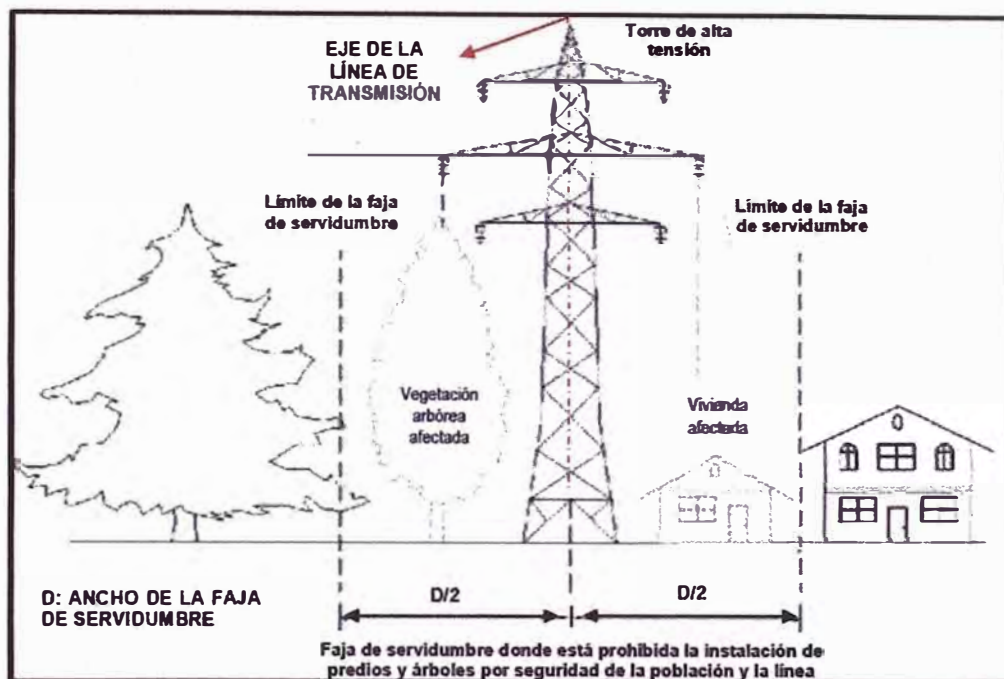 Torre de alta
tensión
EJE DE LA
LÍNEA DE
TRANSMISIÓN
Límite de la faja
de servidumbre
Límite de la faja
de servidumbre
Vegetación
arbórea
afectada
Vivienda
afectada
D: ANCHO DE LA FAJA
DE SERVIDUMBRE
D/2
D/2
Faja de servidumbre donde está prohibida la instalación de
predios y árboles por seguridad de la población y la línea